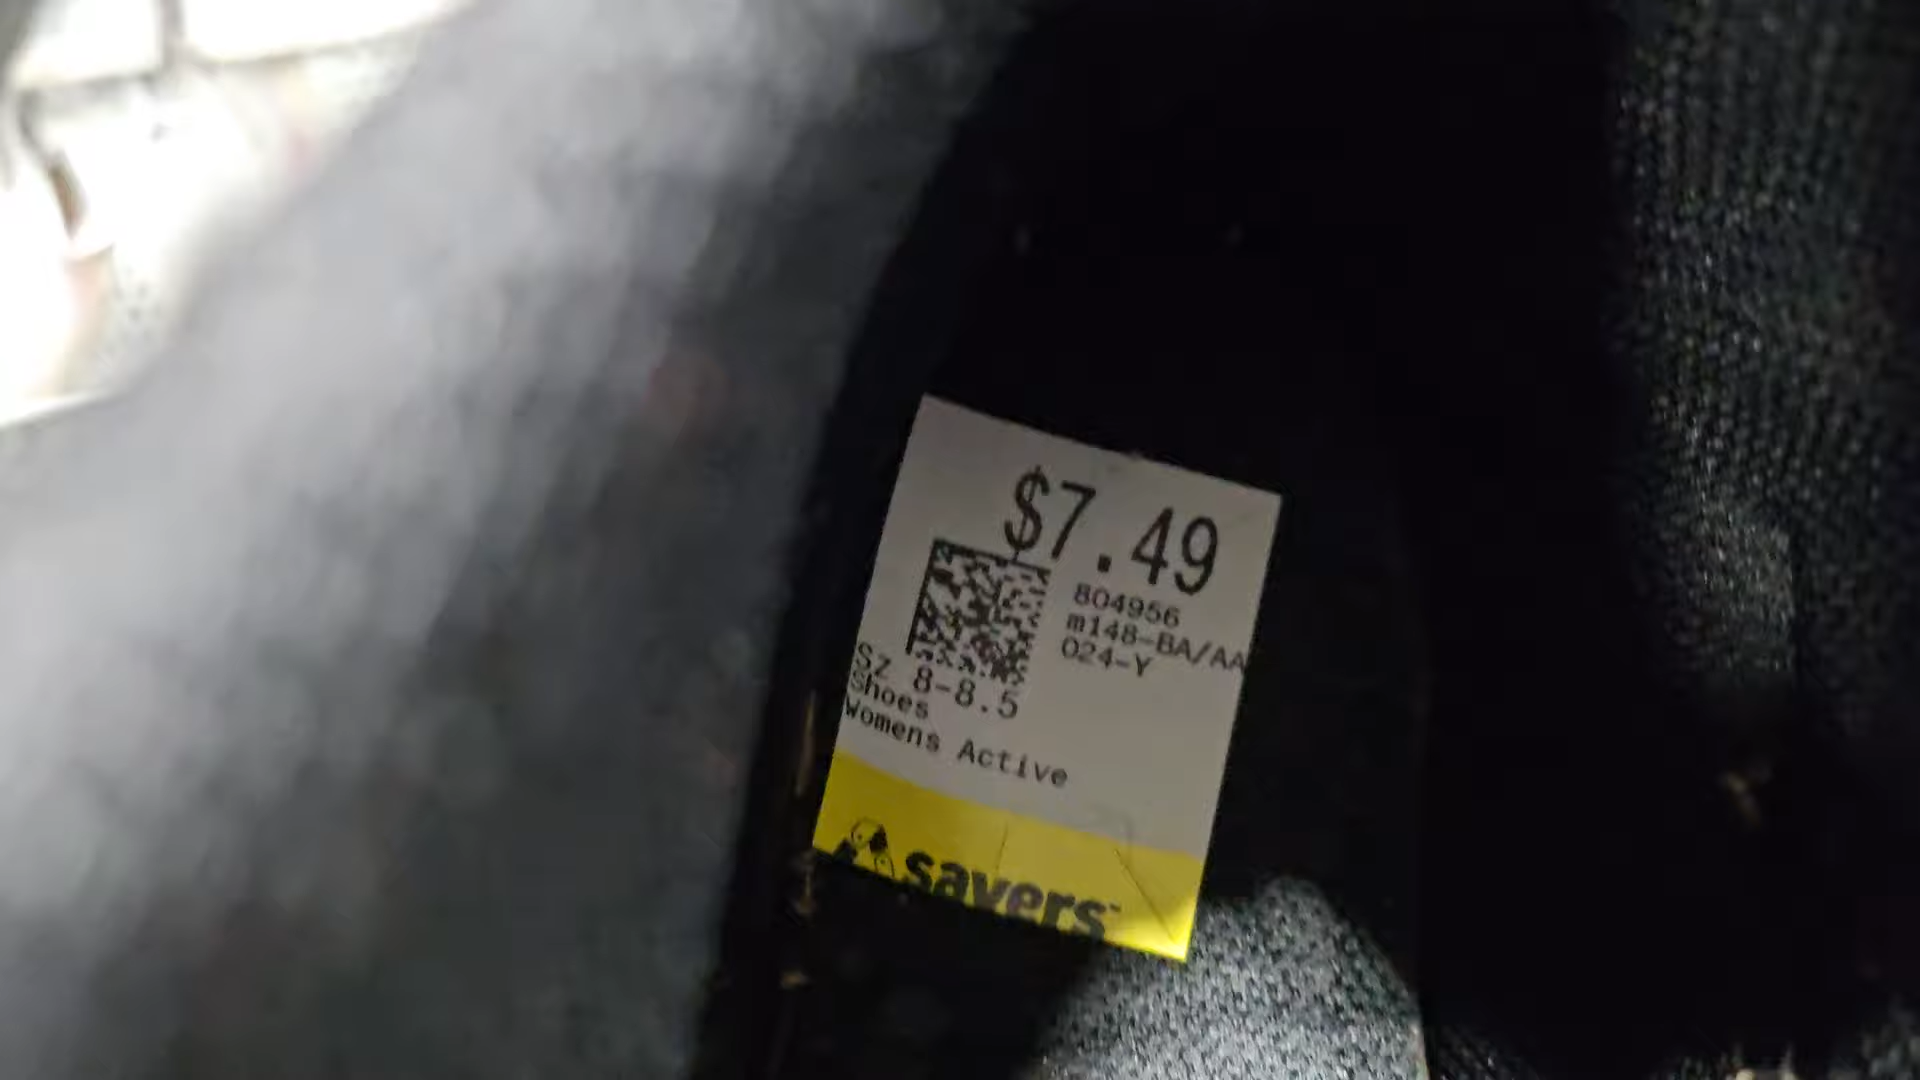 $7.49
804956
m148-BA/AA
024-Y
Sz 8-8.5
Shoes
Womens Active
savers